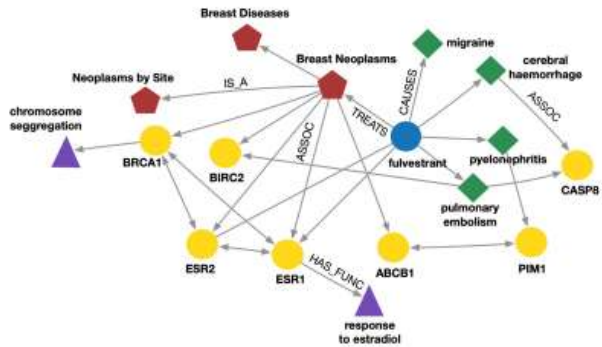 Breast Diseases
migraine
Breast Neoplasms
cerebral
haemorrhage
Neoplasms by Site
IS_A
CAUSES
TREATS
ASSOC
chromosome
seggregation
BRCA1
BIRC2
ASSOC
fulvestrant
pyelonephritis
CASP8
pulmonary
embolism
ESR2
ESR1
HAS_FUNC
ABCB1
PIM1
response
to estradiol